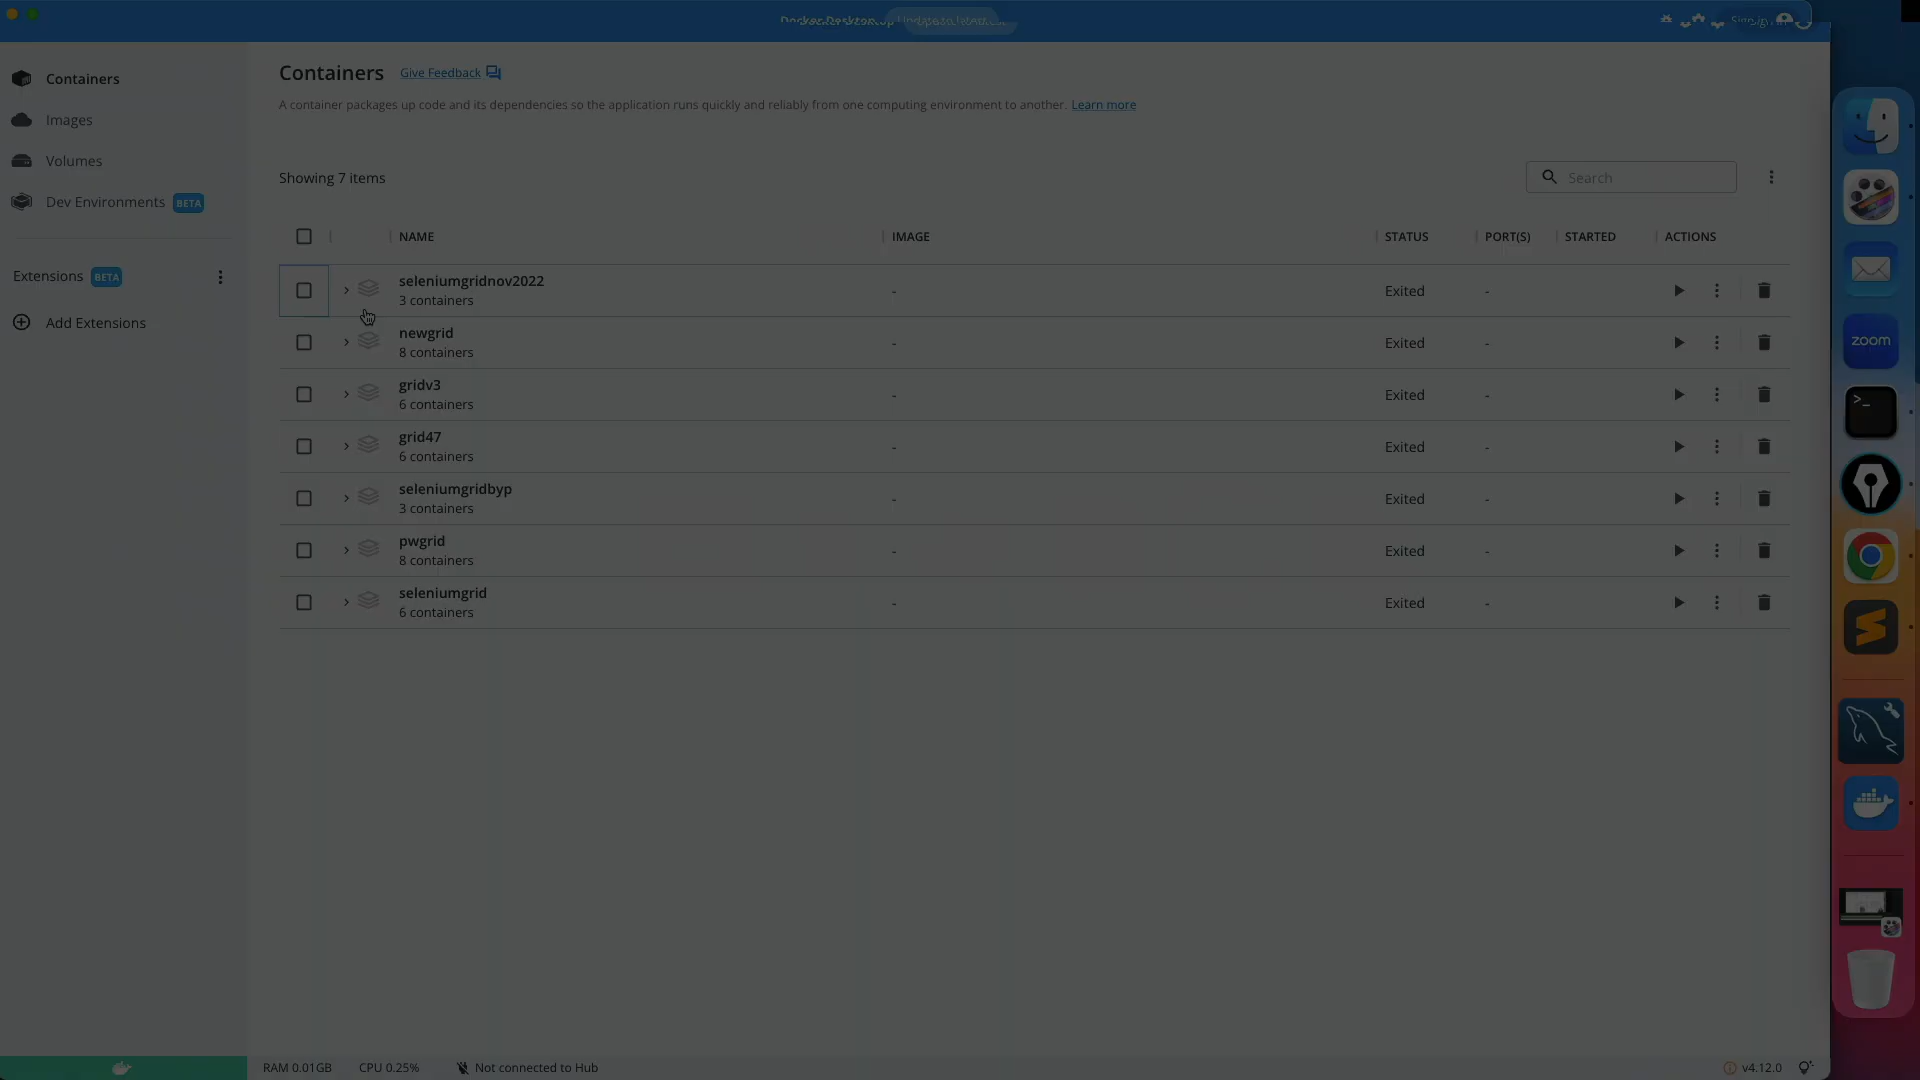 Containers
Images
Volumes
Dev Environments BETA
Extensions BETA
Add Extensions
Containers Give Feedback
A container packages up code and its dependencies so the application runs quickly and reliably from one computing environment to another. Learn more
Showing 7 items
Search
NAME IMAGE STATUS PORT(S) STARTED ACTIONS
seleniumgridnov2022
3 containers
- Exited -
newgrid
8 containers
- Exited -
gridv3
6 containers
- Exited -
grid47
6 containers
- Exited -
seleniumgridbyp
3 containers
- Exited -
pwgrid
8 containers
- Exited -
seleniumgrid
6 containers
- Exited -
zoom
>_
RAM 0.01GB CPU 0.25% Not connected to Hub
v4.12.0